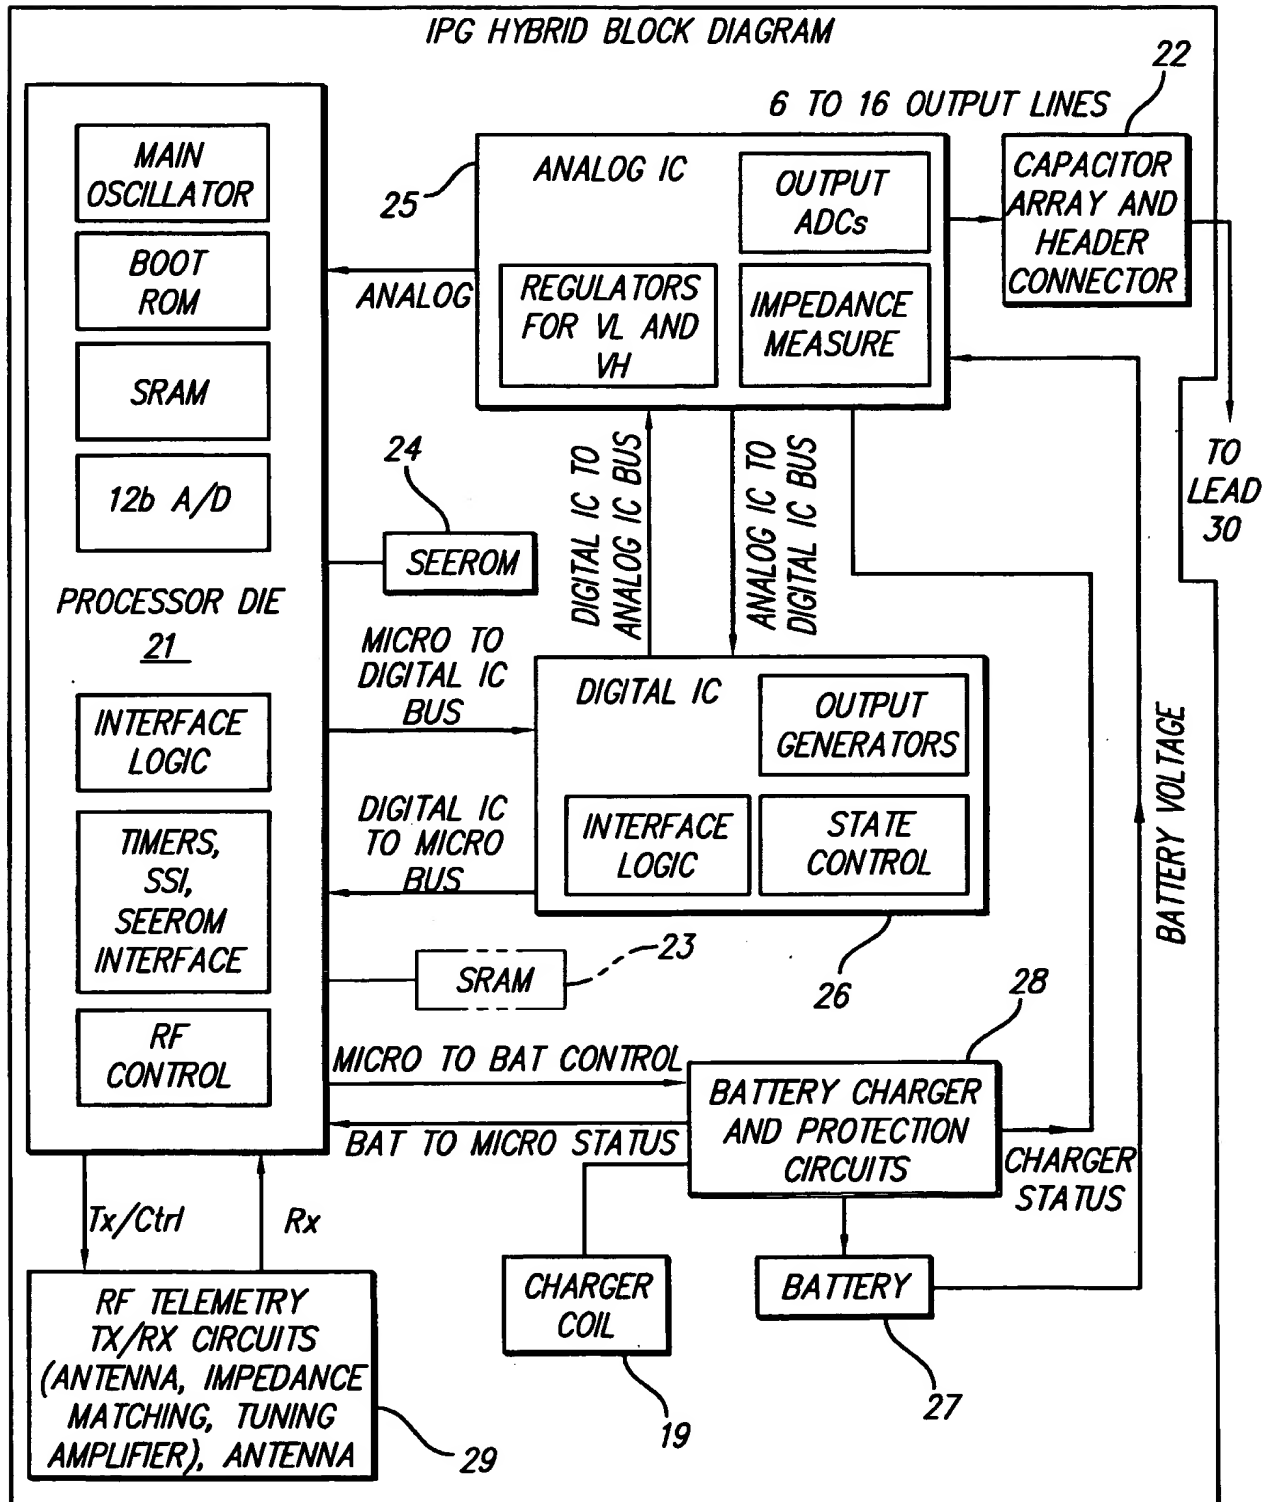 IPG HYBRID BLOCK DIAGRAM
22
6 TO 16 OUTPUT LINES
MAIN
OSCILLATOR
BOOT
ROM
SRAM
12b A/D
PROCESSOR DIE
21
INTERFACE
LOGIC
TIMERS,
SSI,
SEEROM
INTERFACE
RF
CONTROL
25
ANALOG IC
OUTPUT
ADCs
REGULATORS
FOR VL AND
VH
IMPEDANCE
MEASURE
CAPACITOR
ARRAY AND
HEADER
CONNECTOR
ANALOG
TO
LEAD
30
24
SEEROM
DIGITAL IC TO
ANALOG IC BUS
ANALOG IC TO
DIGITAL IC BUS
MICRO TO
DIGITAL IC
BUS
DIGITAL IC
OUTPUT
GENERATORS
INTERFACE
LOGIC
STATE
CONTROL
DIGITAL IC
TO MICRO
BUS
BATTERY VOLTAGE
SRAM
23
26
28
MICRO TO BAT CONTROL
BAT TO MICRO STATUS
BATTERY CHARGER
AND PROTECTION
CIRCUITS
CHARGER
STATUS
Tx/Ctrl
Rx
CHARGER
COIL
19
BATTERY
27
RF TELEMETRY
TX/RX CIRCUITS
(ANTENNA, IMPEDANCE
MATCHING, TUNING
AMPLIFIER), ANTENNA
29